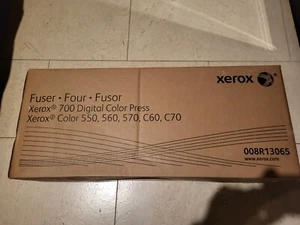 xerox
Fuser • Four • Fusor
Xerox® 700 Digital Color Press
Xerox® Color 550, 560, 570, C60, C70
008R13065
www.xerox.com